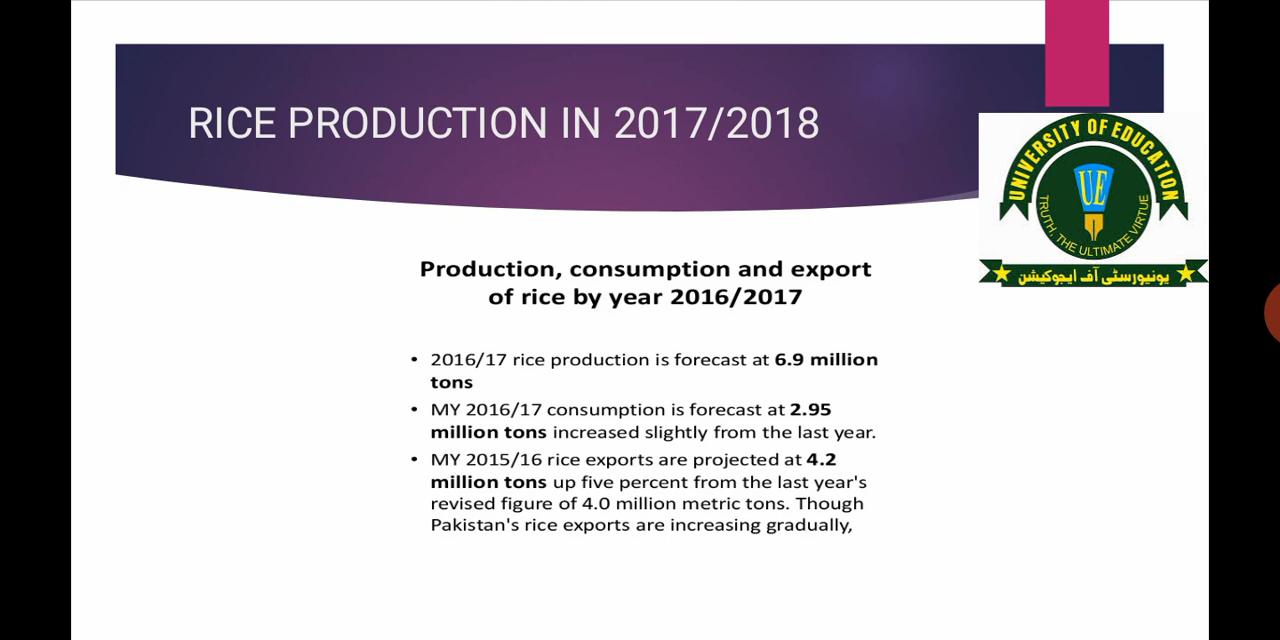 RICE PRODUCTION IN 2017/2018
UNIVERSITY OF EDUCATION
UE
TRUTH, THE ULTIMATE VIRTUE
یونیورسٹی آف ایجوکیشن
Production, consumption and export
of rice by year 2016/2017
• 2016/17 rice production is forecast at 6.9 million
tons
• MY 2016/17 consumption is forecast at 2.95
million tons increased slightly from the last year.
• MY 2015/16 rice exports are projected at 4.2
million tons up five percent from the last year's
revised figure of 4.0 million metric tons. Though
Pakistan's rice exports are increasing gradually,